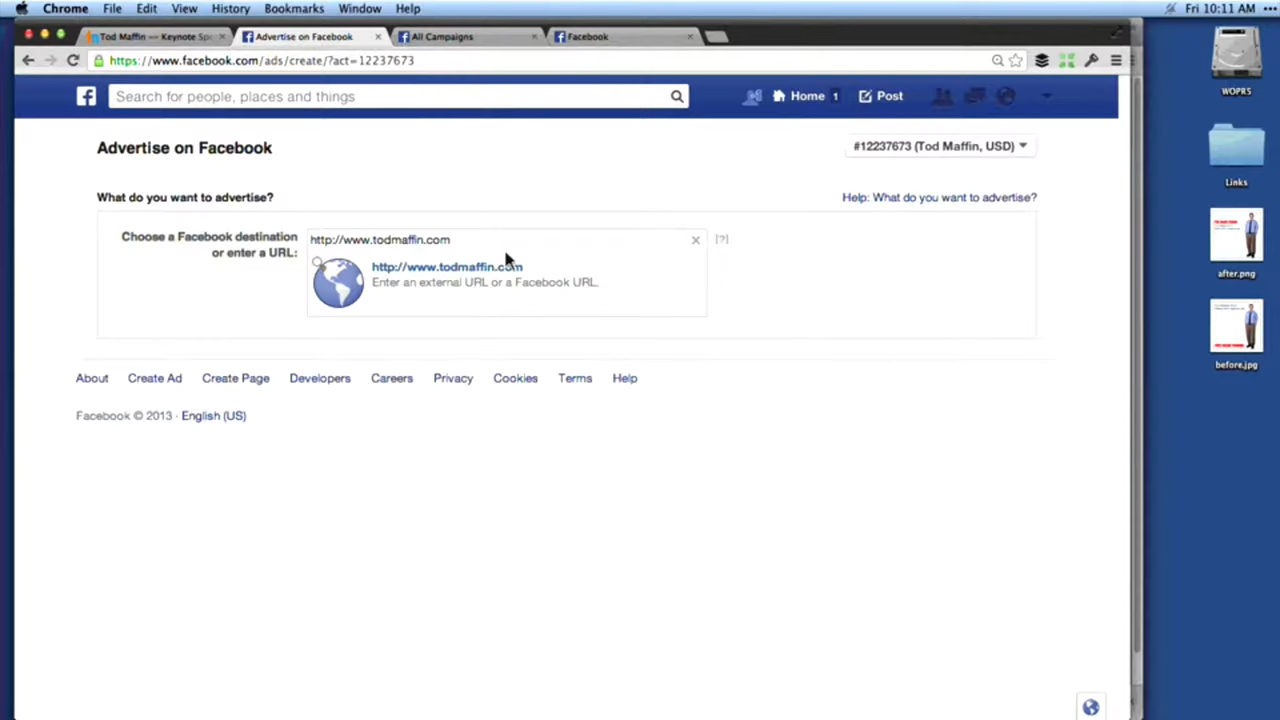 Chrome File Edit View History Bookmarks Window Help Fri 10:11 AM
Tod Maffin — Keynote Spe Advertise on Facebook All Campaigns Facebook
https://www.facebook.com/ads/create/?act=12237673
WOPR5
Search for people, places and things Home 1 Post
Advertise on Facebook #12237673 (Tod Maffin, USD)
Links
What do you want to advertise? Help: What do you want to advertise?
Choose a Facebook destination
or enter a URL:
http://www.todmaffin.com [?]
http://www.todmaffin.com
Enter an external URL or a Facebook URL.
after.png
before.jpg
About Create Ad Create Page Developers Careers Privacy Cookies Terms Help
Facebook © 2013 · English (US)